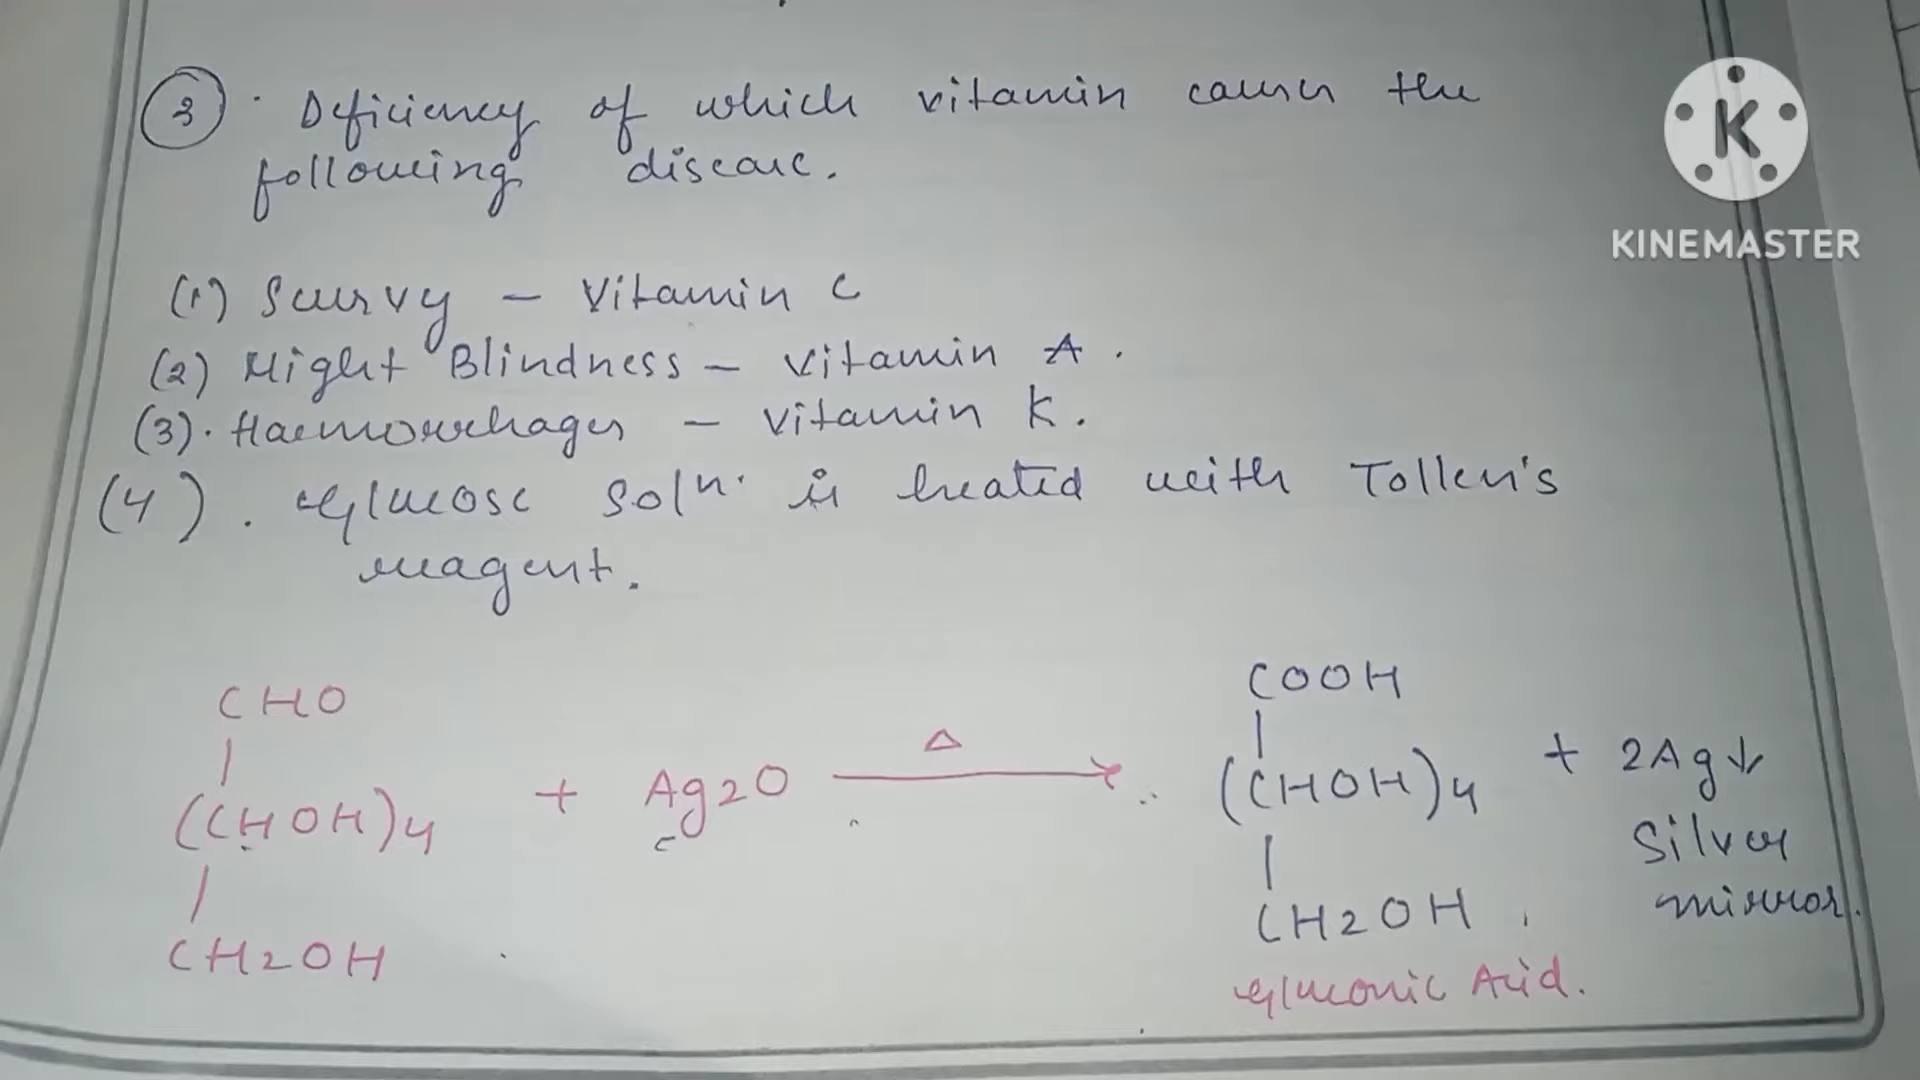 (3). Deficiency of which vitamin causes the
following disease.
(1) Scurvy - Vitamin C
(2) Night Blindness - Vitamin A.
(3). Haemorrhages - Vitamin K.
(4). Glucose soln. is treated with Tollen's
reagent.
CHO
|
(CHOH)4 + Ag2O △ →
|
CH2OH
COOH
|
(CHOH)4 + 2Ag↓
|
CH2OH
Silver
mirror.
Gluconic Acid.
K
KINEMASTER